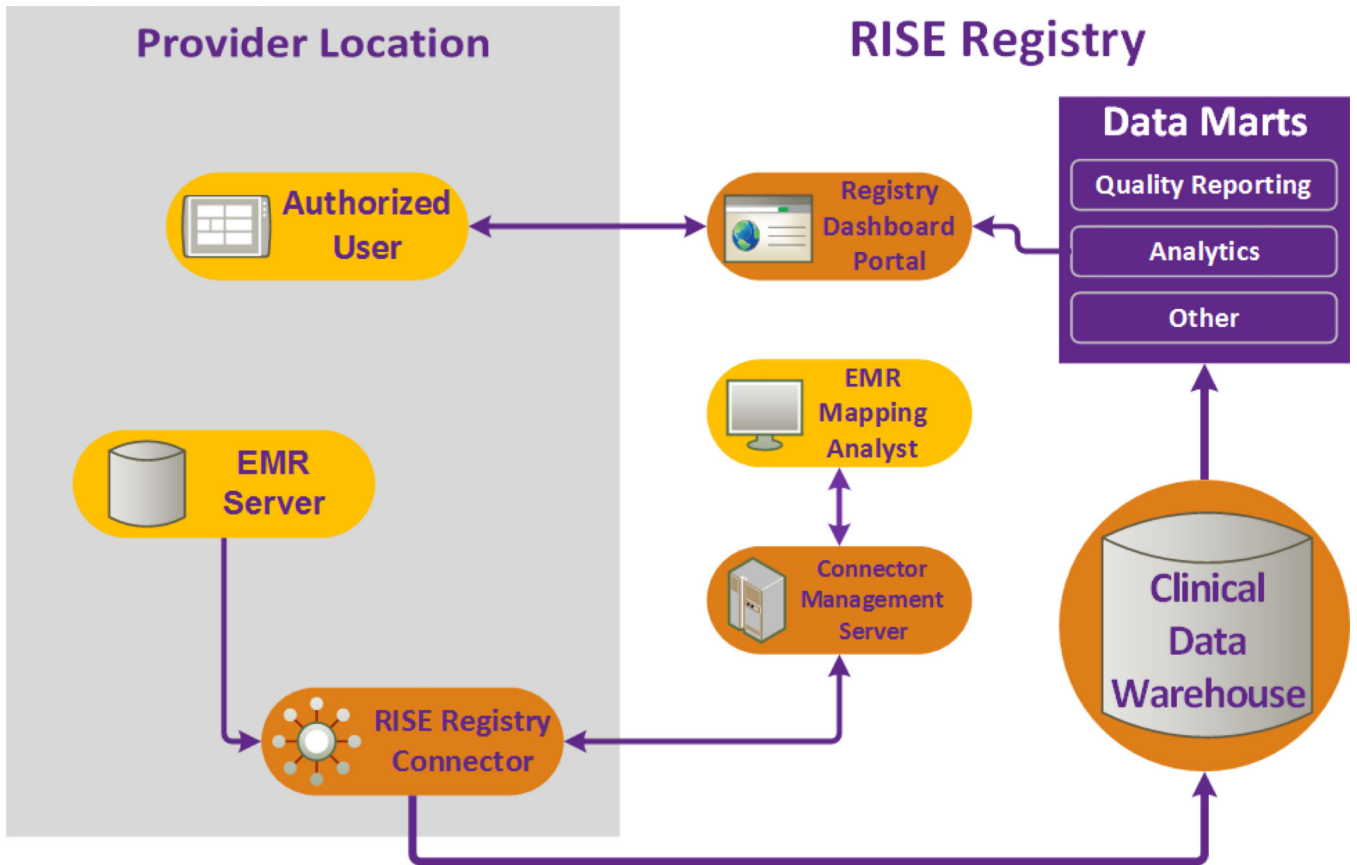 Provider Location
RISE Registry
Data Marts
Quality Reporting
Analytics
Other
Authorized
User
Registry
Dashboard
Portal
EMR
Mapping
Analyst
EMR
Server
Connector
Management
Server
Clinical
Data
Warehouse
RISE Registry
Connector